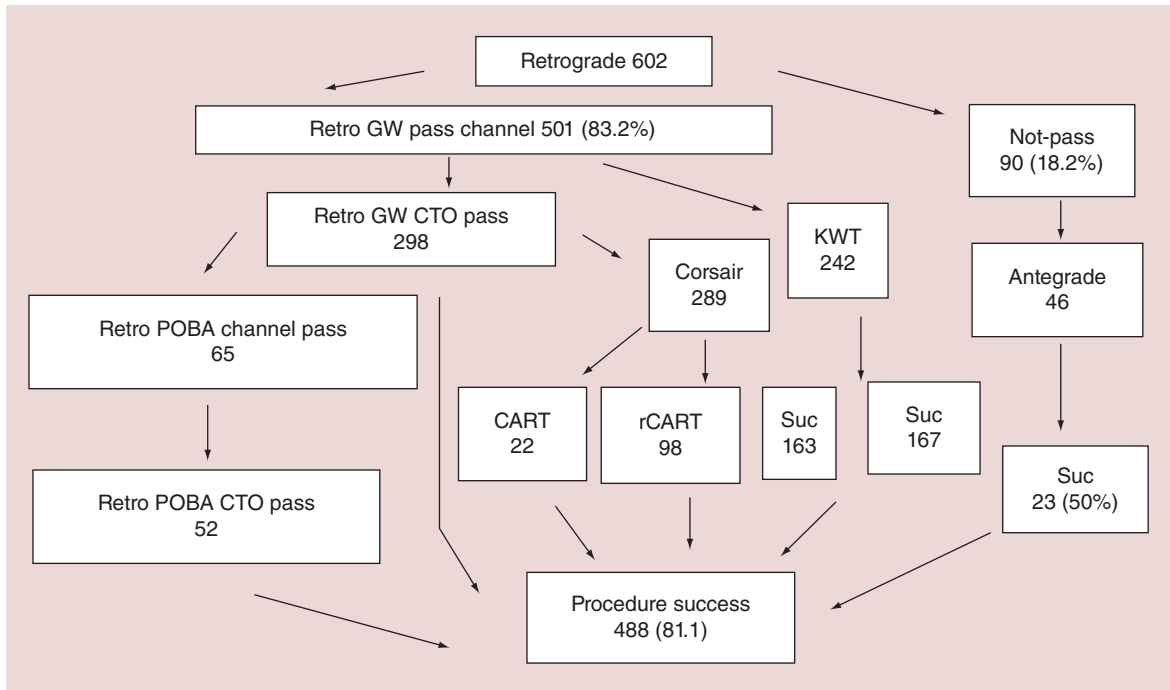 Retrograde 602
Retro GW pass channel 501 (83.2%)
Not-pass
90 (18.2%)
Retro GW CTO pass
298
KWT
242
Corsair
289
Antegrade
46
Retro POBA channel pass
65
CART
22
rCART
98
Suc
163
Suc
167
Suc
23 (50%)
Retro POBA CTO pass
52
Procedure success
488 (81.1)